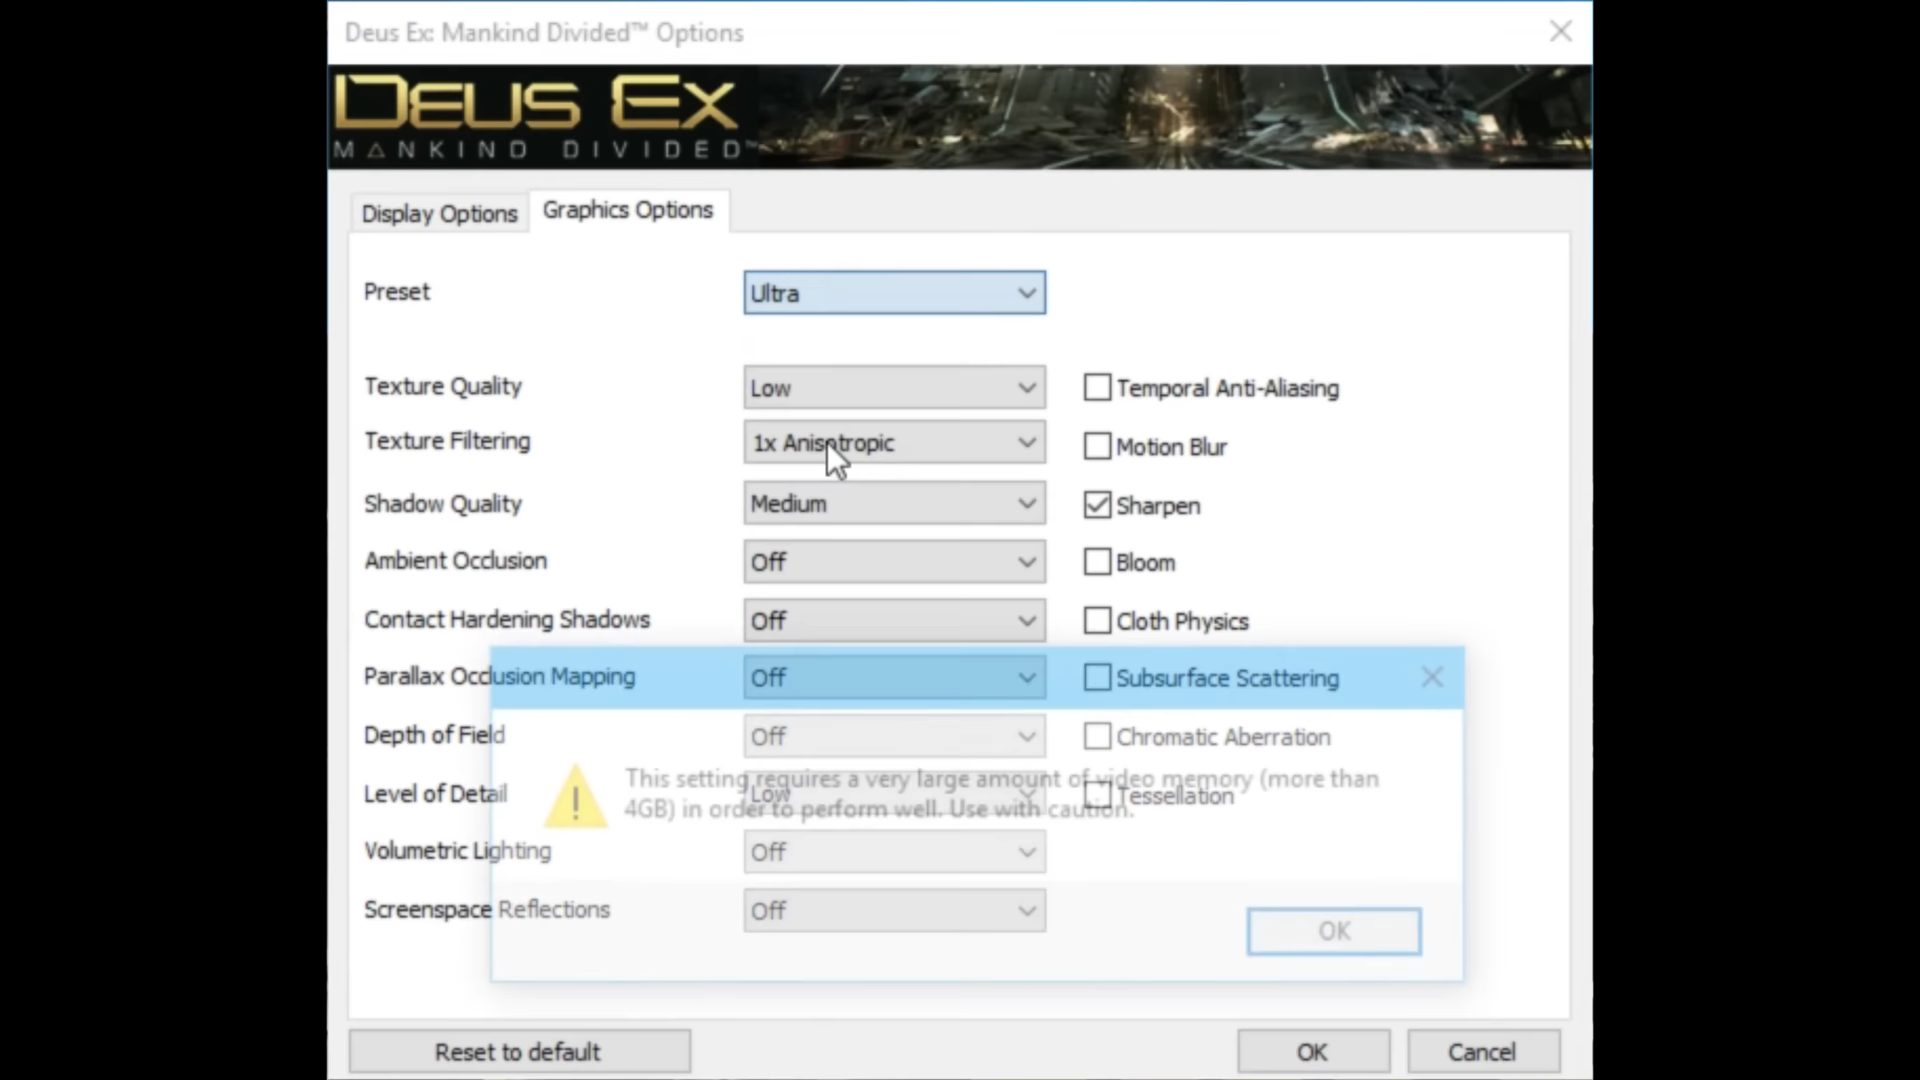 Deus Ex: Mankind Divided™ Options
DEUS EX
MANKIND DIVIDED™
Display Options
Graphics Options
Preset
Ultra
Texture Quality
Low
Temporal Anti-Aliasing
Texture Filtering
1x Anisotropic
Motion Blur
Shadow Quality
Medium
Sharpen
Ambient Occlusion
Off
Bloom
Contact Hardening Shadows
Off
Cloth Physics
Parallax Occlusion Mapping
Off
Subsurface Scattering
Depth of Field
Off
Chromatic Aberration
This setting requires a very large amount of video memory (more than
4GB) in order to perform well. Use with caution.
Level of Detail
Low
Tessellation
Volumetric Lighting
Off
Screenspace Reflections
Off
OK
Reset to default
OK
Cancel